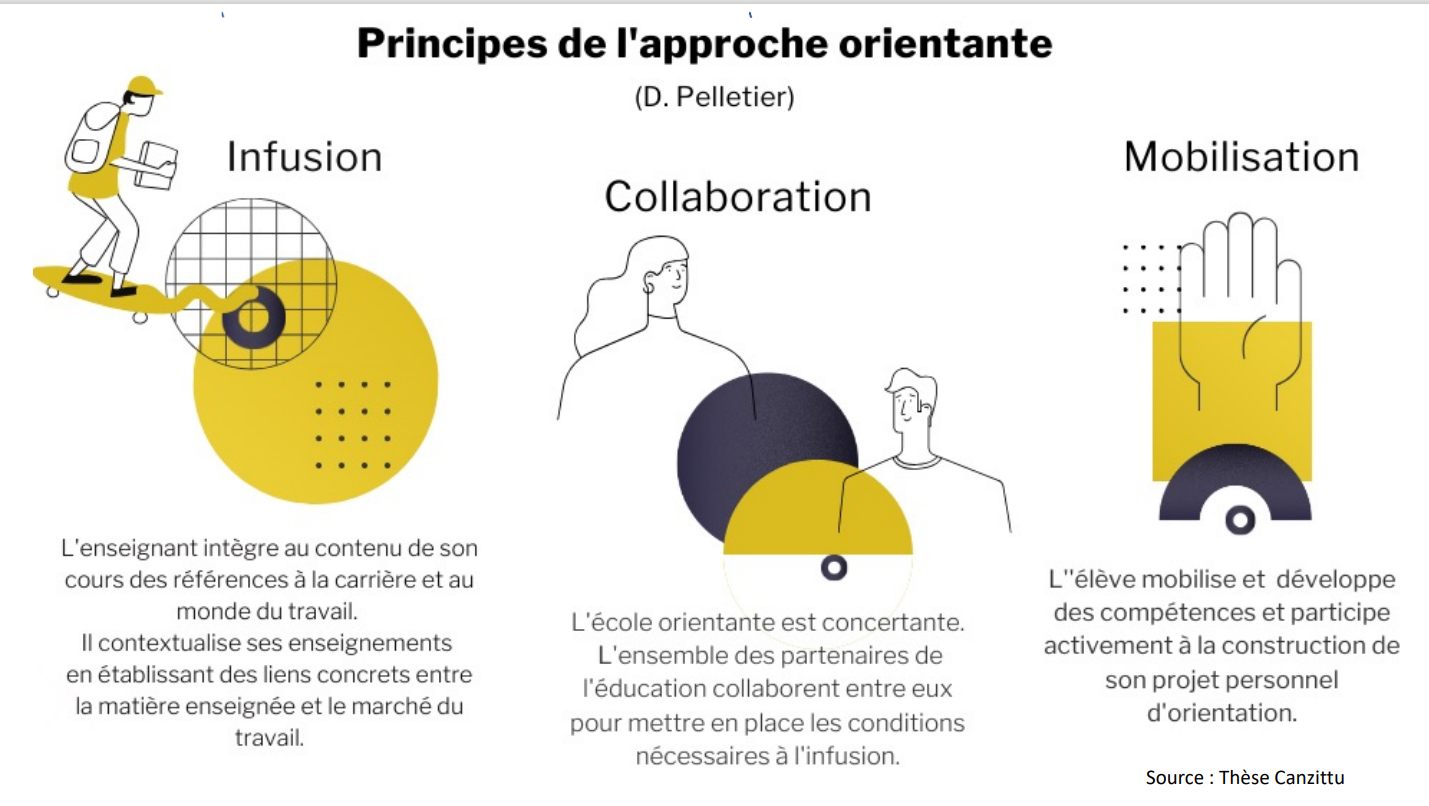 Principes de l'approche orientante
(D. Pelletier)
Infusion
L'enseignant intègre au contenu de son
cours des références à la carrière et au
monde du travail.
Il contextualise ses enseignements
en établissant des liens concrets entre
la matière enseignée et le marché du
travail.
Collaboration
L'école orientante est concertante.
L'ensemble des partenaires de
l'éducation collaborent entre eux
pour mettre en place les conditions
nécessaires à l'infusion.
Mobilisation
L''élève mobilise et développe
des compétences et participe
activement à la construction de
son projet personnel
d'orientation.
Source : Thèse Canzittu